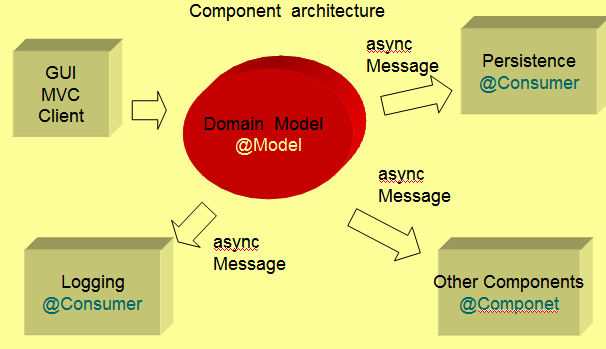 Component architecture
GUI
MVC
Client
Domain Model
@Model
async
Message
Persistence
@Consumer
async
Message
async
Message
Logging
@Consumer
Other Components
@Componet